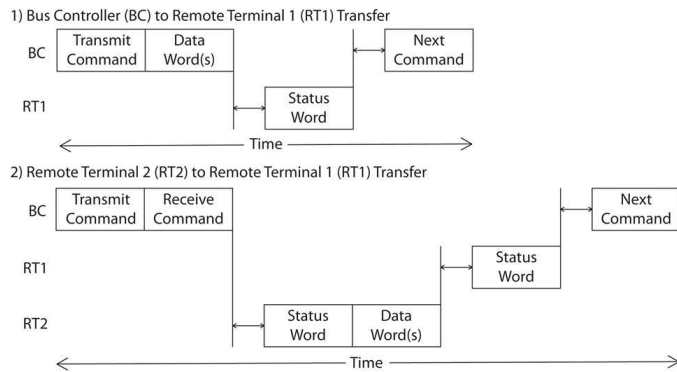 1) Bus Controller (BC) to Remote Terminal 1 (RT1) Transfer
BC
Transmit
Command
Data
Word(s)
Next
Command
RT1
Status
Word
Time
2) Remote Terminal 2 (RT2) to Remote Terminal 1 (RT1) Transfer
BC
Transmit
Command
Receive
Command
Next
Command
RT1
Status
Word
RT2
Status
Word
Data
Word(s)
Time